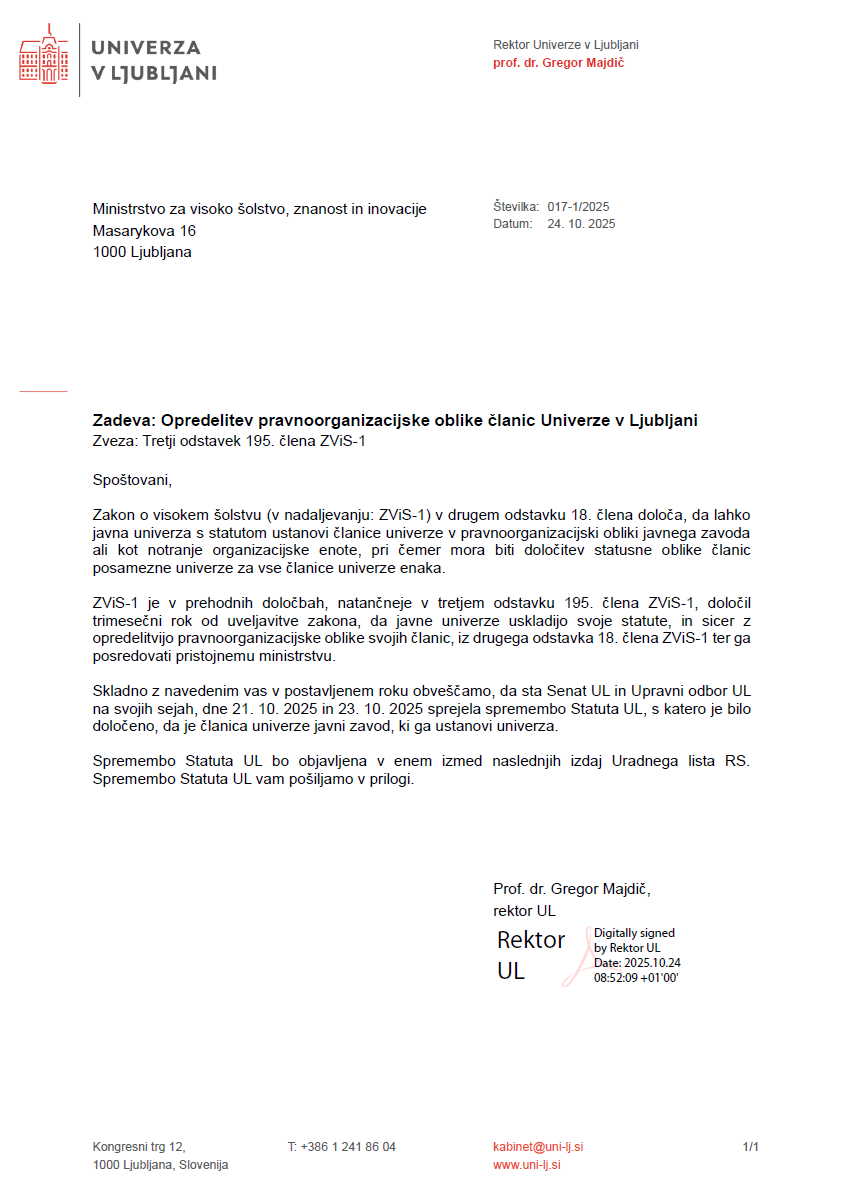 UNIVERZA
V LJUBLJANI
Rektor Univerze v Ljubljani
prof. dr. Gregor Majdič
Ministrstvo za visoko šolstvo, znanost in inovacije
Masarykova 16
1000 Ljubljana
Številka: 017-1/2025
Datum: 24. 10. 2025
Zadeva: Opredelitev pravnoorganizacijske oblike članic Univerze v Ljubljani
Zveza: Tretji odstavek 195. člena ZViS-1
Spoštovani,
Zakon o visokem šolstvu (v nadaljevanju: ZViS-1) v drugem odstavku 18. člena določa, da lahko
javna univerza s statutom ustanovi članice univerze v pravnoorganizacijski obliki javnega zavoda
ali kot notranje organizacijske enote, pri čemer mora biti določitev statusne oblike članic
posamezne univerze za vse članice univerze enaka.
ZViS-1 je v prehodnih določbah, natančneje v tretjem odstavku 195. člena ZViS-1, določil
trimesečni rok od uveljavitve zakona, da javne univerze uskladijo svoje statute, in sicer z
opredelitvijo pravnoorganizacijske oblike svojih članic, iz drugega odstavka 18. člena ZViS-1 ter ga
posredovati pristojnemu ministrstvu.
Skladno z navedenim vas v postavljenem roku obveščamo, da sta Senat UL in Upravni odbor UL
na svojih sejah, dne 21. 10. 2025 in 23. 10. 2025 sprejela spremembo Statuta UL, s katero je bilo
določeno, da je članica univerze javni zavod, ki ga ustanovi univerza.
Spremembo Statuta UL bo objavljena v enem izmed naslednjih izdaj Uradnega lista RS.
Spremembo Statuta UL vam pošiljamo v prilogi.
Prof. dr. Gregor Majdič,
rektor UL
Rektor
UL
Digitally signed
by Rektor UL
Date: 2025.10.24
08:52:09 +01'00'
Kongresni trg 12,
1000 Ljubljana, Slovenija
T: +386 1 241 86 04
kabinet@uni-lj.si
www.uni-lj.si
1/1